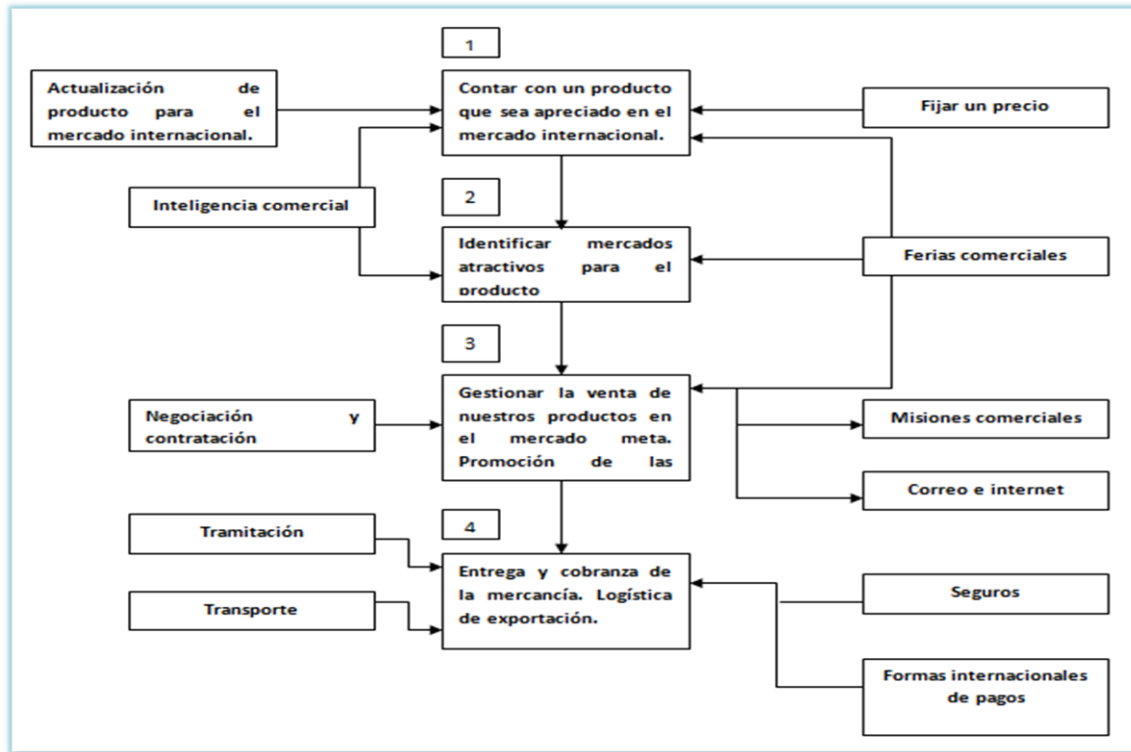 1
Actualización de
producto para el
mercado internacional.
Contar con un producto
que sea apreciado en el
mercado internacional.
Fijar un precio
Inteligencia comercial
2
Identificar mercados
atractivos para el
producto
Ferias comerciales
3
Negociación y
contratación
Gestionar la venta de
nuestros productos en
el mercado meta.
Promoción de las
Misiones comerciales
Correo e internet
4
Tramitación
Transporte
Entrega y cobranza de
la mercancía. Logística
de exportación.
Seguros
Formas internacionales
de pagos